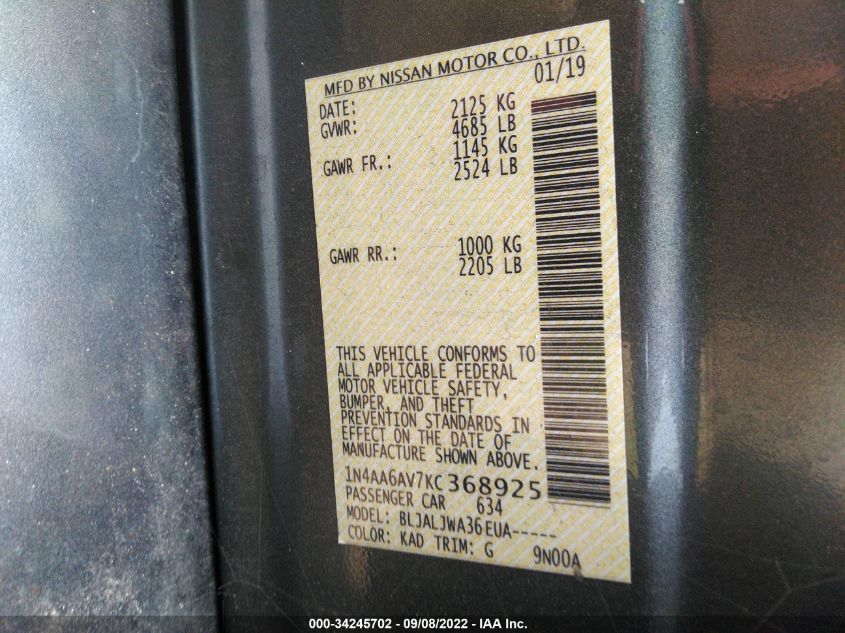 MFD BY NISSAN MOTOR CO., LTD.
DATE: 01/19
GVWR: 2125 KG
4685 LB
GAWR FR.: 1145 KG
2524 LB
GAWR RR.: 1000 KG
2205 LB
THIS VEHICLE CONFORMS TO
ALL APPLICABLE FEDERAL
MOTOR VEHICLE SAFETY,
BUMPER, AND THEFT
PREVENTION STANDARDS IN
EFFECT ON THE DATE OF
MANUFACTURE SHOWN ABOVE.
1N4AA6AV7KC368925
PASSENGER CAR 634
MODEL: BLJALJWA36EUA-----
COLOR: KAD TRIM: G 9N00A
000-34245702 - 09/08/2022 - IAA Inc.